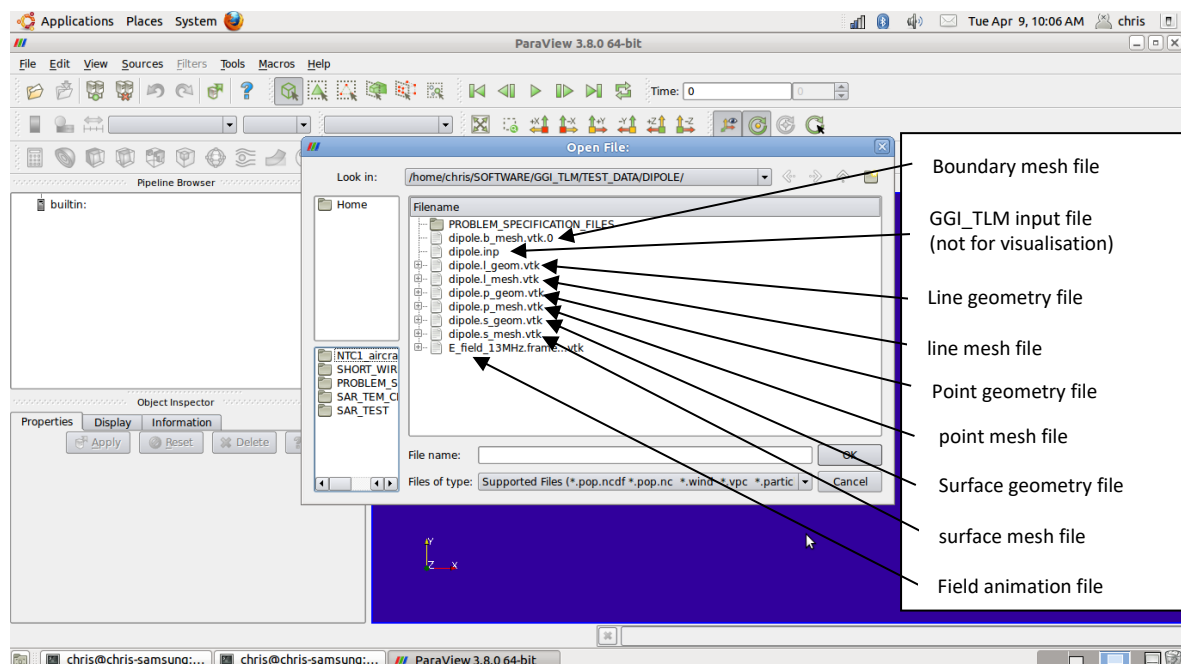 Applications Places System Tue Apr 9, 10:06 AM chris
ParaView 3.8.0 64-bit
File Edit View Sources Filters Tools Macros Help
Time: 0 0
+X -X +Y -Y +Z -Z
Pipeline Browser
builtin:
Object Inspector
Properties Display Information
Apply Reset Delete ?
Open File:
Look in: /home/chris/SOFTWARE/GGI_TLM/TEST_DATA/DIPOLE/
Home
NTC1_aircra
SHORT_WIR
PROBLEM_S
SAR_TEM_C
SAR_TEST
Filename
PROBLEM_SPECIFICATION_FILES
dipole.b_mesh.vtk.0
dipole.inp
dipole.l_geom.vtk
dipole.l_mesh.vtk
dipole.p_geom.vtk
dipole.p_mesh.vtk
dipole.s_geom.vtk
dipole.s_mesh.vtk
E_field_13MHz.frame...vtk
File name: OK
Files of type: Supported Files (*.pop.ncdf *.pop.nc *.wind *.vpc *.partic Cancel
Boundary mesh file
GGI_TLM input file
(not for visualisation)
Line geometry file
line mesh file
Point geometry file
point mesh file
Surface geometry file
surface mesh file
Field animation file
Y
Z X
chris@chris-samsung:... chris@chris-samsung:... ParaView 3.8.0 64-bit